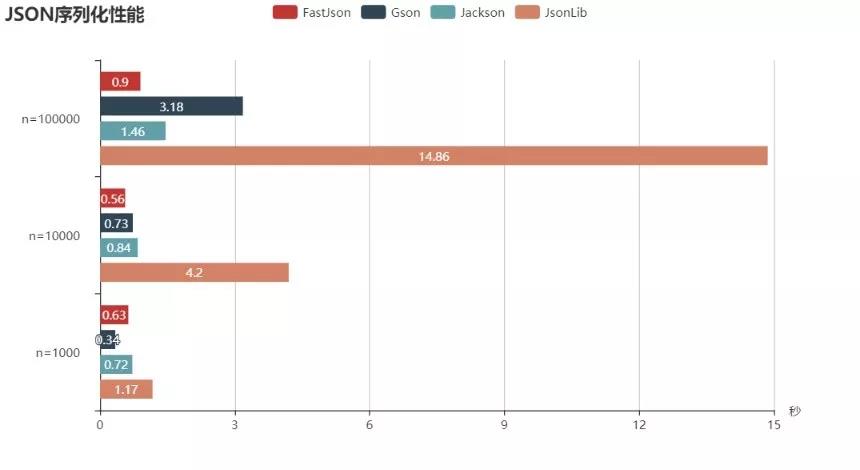 JSON序列化性能
FastJson Gson Jackson JsonLib
n=100000
0.9
3.18
1.46
14.86
n=10000
0.56
0.73
0.84
4.2
n=1000
0.63
0.34
0.72
1.17
0 3 6 9 12 15 秒